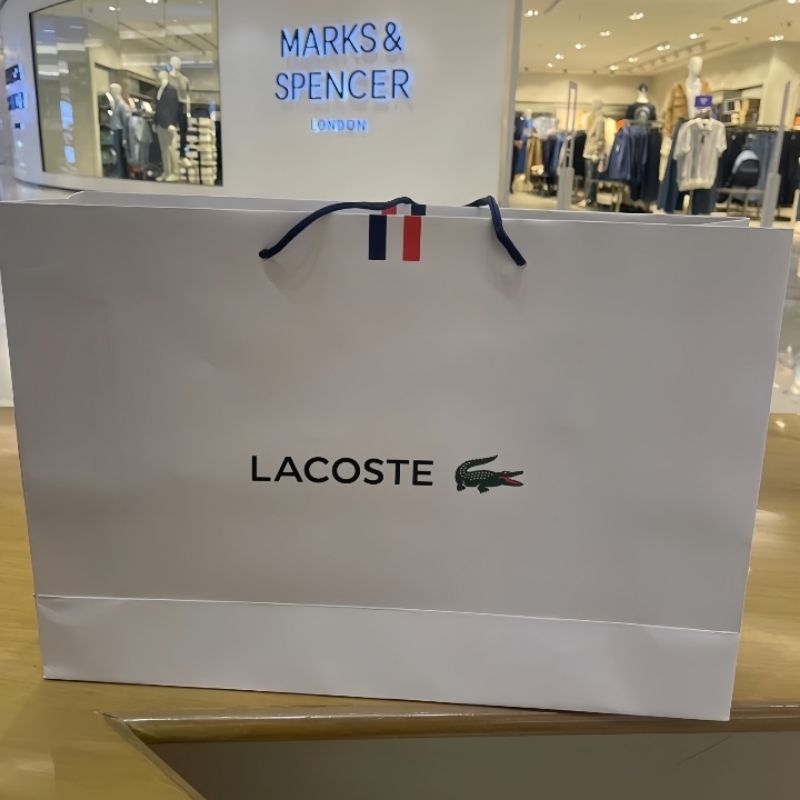 MARKS &
SPENCER
LONDON
LACOSTE